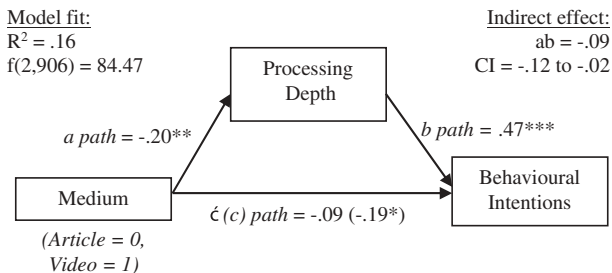 Model fit:
R² = .16
f(2,906) = 84.47
Indirect effect:
ab = -.09
CI = -.12 to -.02
Processing
Depth
a path = -.20**
b path = .47***
Medium
ć (c) path = -.09 (-.19*)
Behavioural
Intentions
(Article = 0,
Video = 1)